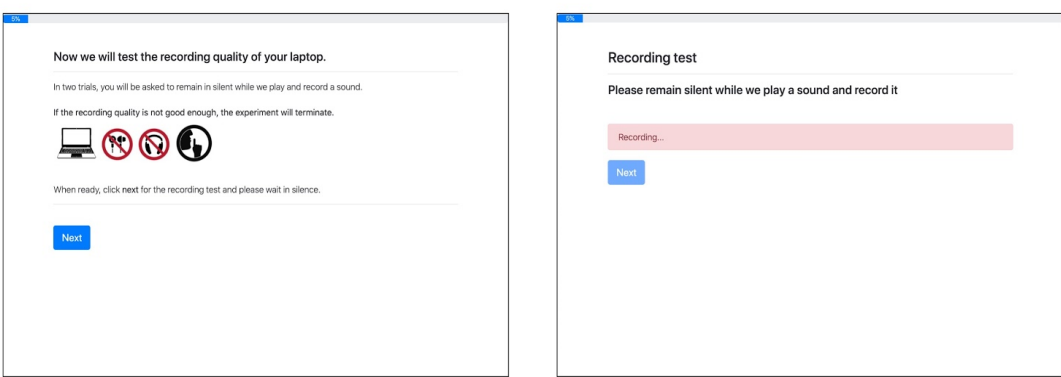 5%
Now we will test the recording quality of your laptop.
In two trials, you will be asked to remain in silent while we play and record a sound.
If the recording quality is not good enough, the experiment will terminate.
When ready, click next for the recording test and please wait in silence.
Next
5%
Recording test
Please remain silent while we play a sound and record it
Recording...
Next